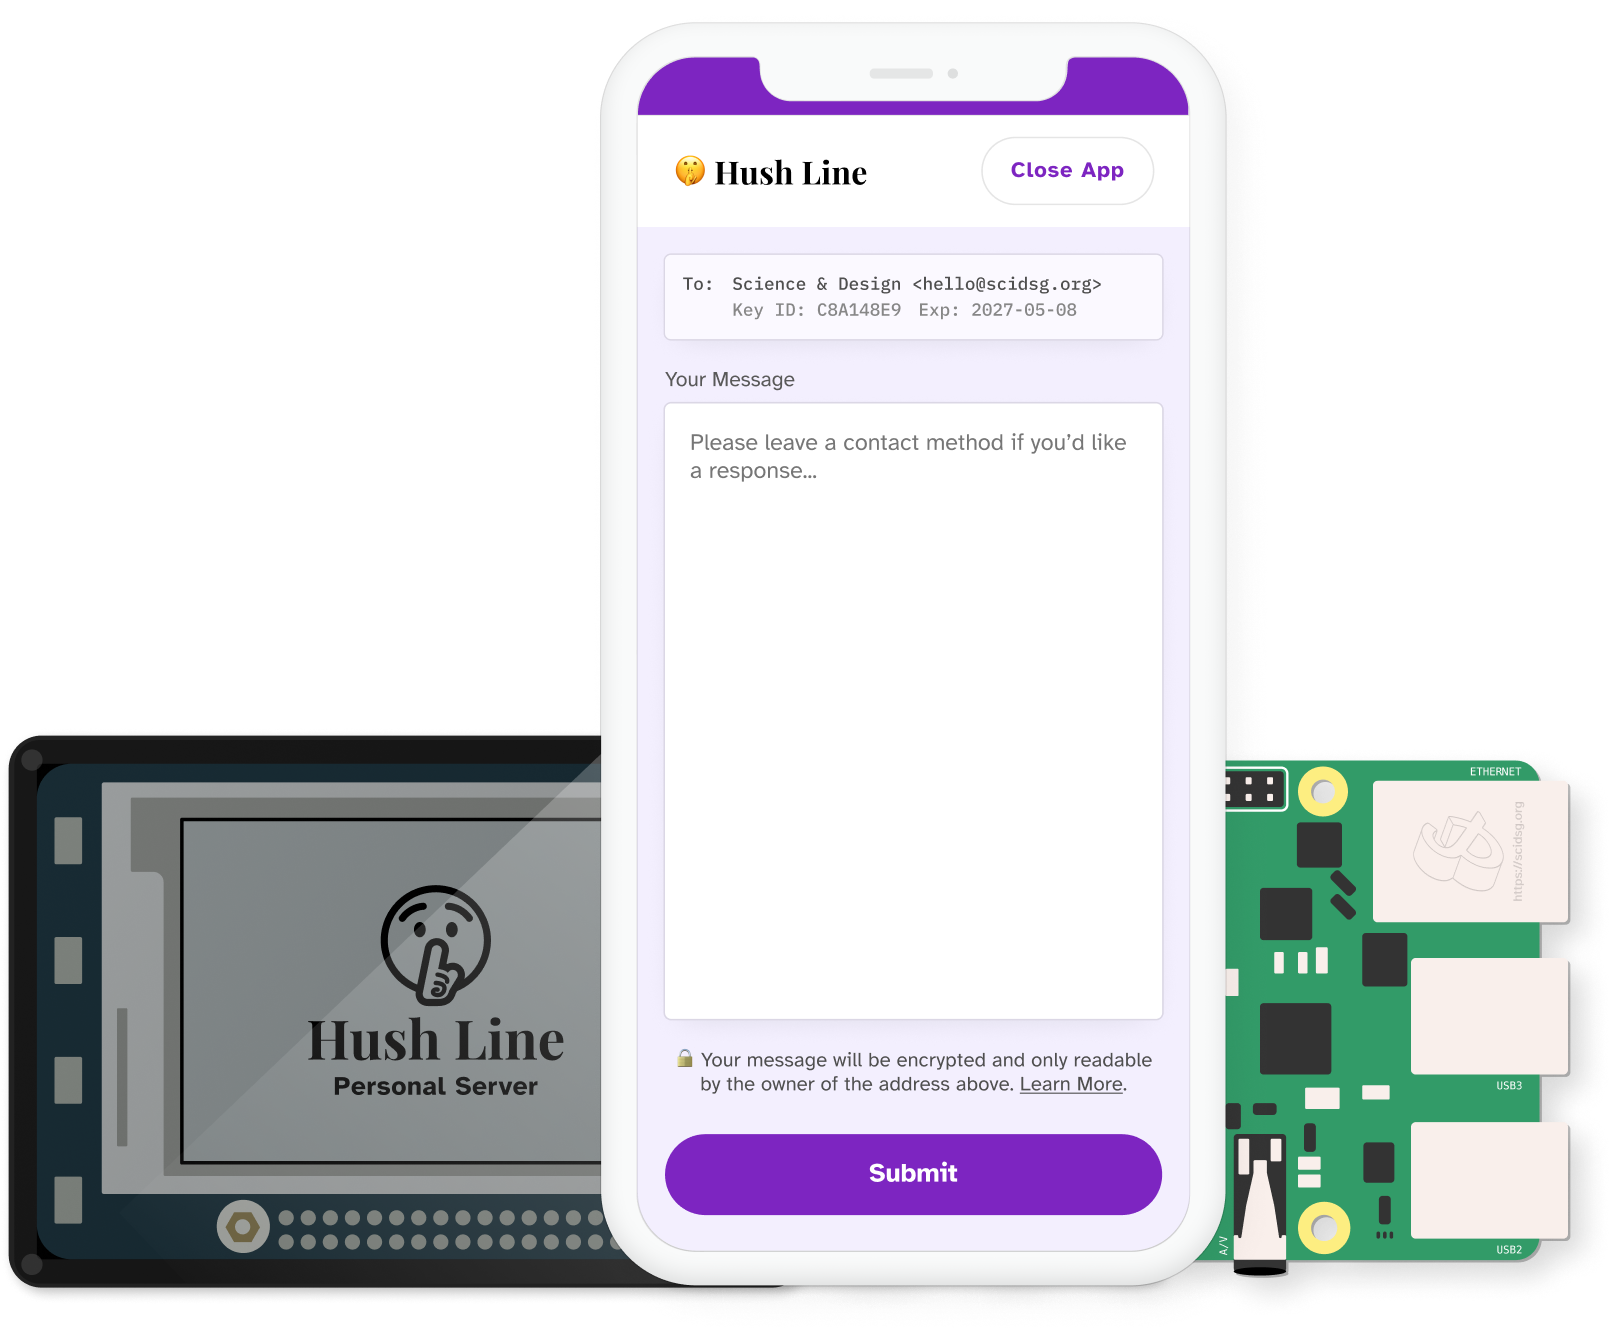 Hush Line
Close App
To: Science & Design <hello@scidsg.org>
Key ID: C8A148E9 Exp: 2027-05-08
Your Message
Please leave a contact method if you’d like
a response...
🔒 Your message will be encrypted and only readable
by the owner of the address above. Learn More.
Submit
Hush Line
Personal Server
ETHERNET
https://scidsg.org
USB3
USB2
A/V